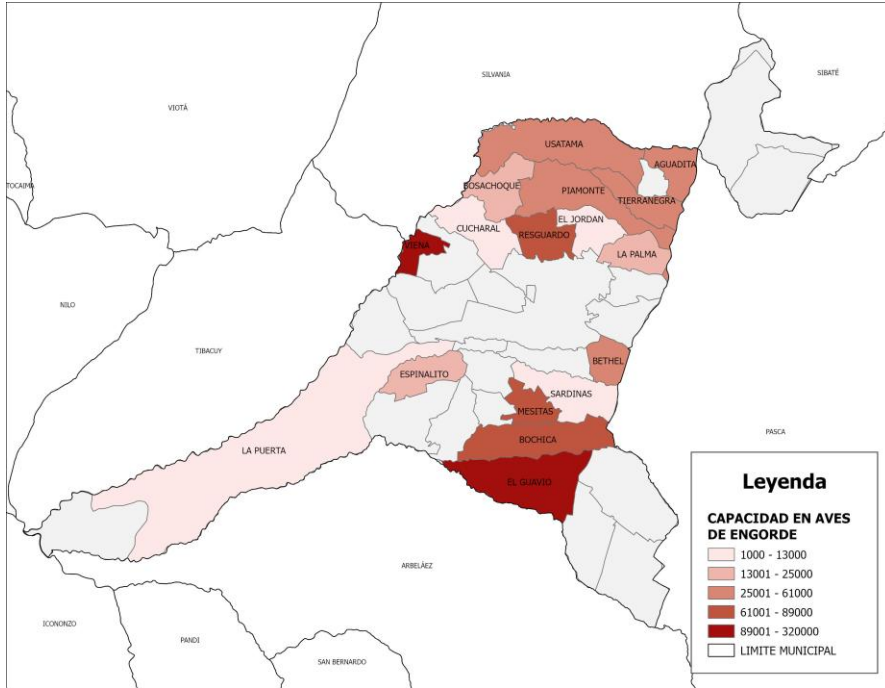 SILVANIA
SIBATÉ
VIOTÁ
USATAMA
AGUADITA
TOCAIMA
BOSACHOQUE
PIAMONTE
TIERRANEGRA
EL JORDAN
CUCHARAL
RESGUARDO
VIENA
LA PALMA
NILO
TIBACUY
BETHEL
ESPINALITO
SARDINAS
MESITAS
PASCA
BOCHICA
LA PUERTA
EL GUAVIO
ARBELÁEZ
ICONONZO
PANDI
SAN BERNARDO
Leyenda
CAPACIDAD EN AVES
DE ENGORDE
1000 - 13000
13001 - 25000
25001 - 61000
61001 - 89000
89001 - 320000
LIMITE MUNICIPAL